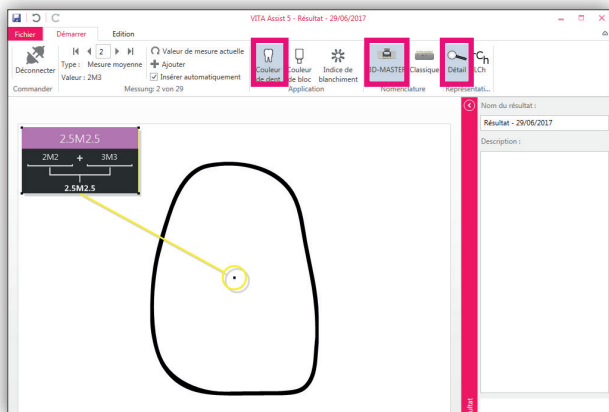 VITA Assist 5 - Résultat - 29/06/2017
Fichier Démarrer Edition
Déconnecter
2
Type : Mesure moyenne
Valeur : 2M3
Valeur de mesure actuelle
Ajouter
Insérer automatiquement
Couleur de dent
Couleur de bloc
Indice de blanchiment
3D-MASTER
Classique
Détail
LCh
Commander
Messung: 2 von 29
Application
Nomenclature
Représentati...
Nom du résultat :
Résultat - 29/06/2017
Description :
2.5M2.5
2M2 + 3M3
2.5M2.5